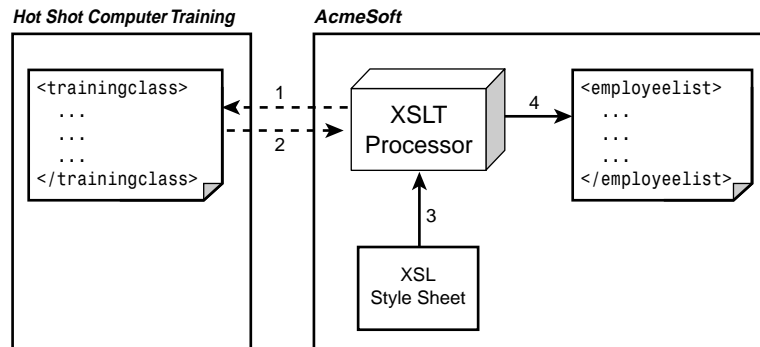 Hot Shot Computer Training
AcmeSoft
<trainingclass>
...
...
...
</trainingclass>
1
2
XSLT
Processor
4
<employeelist>
...
...
...
</employeelist>
3
XSL
Style Sheet